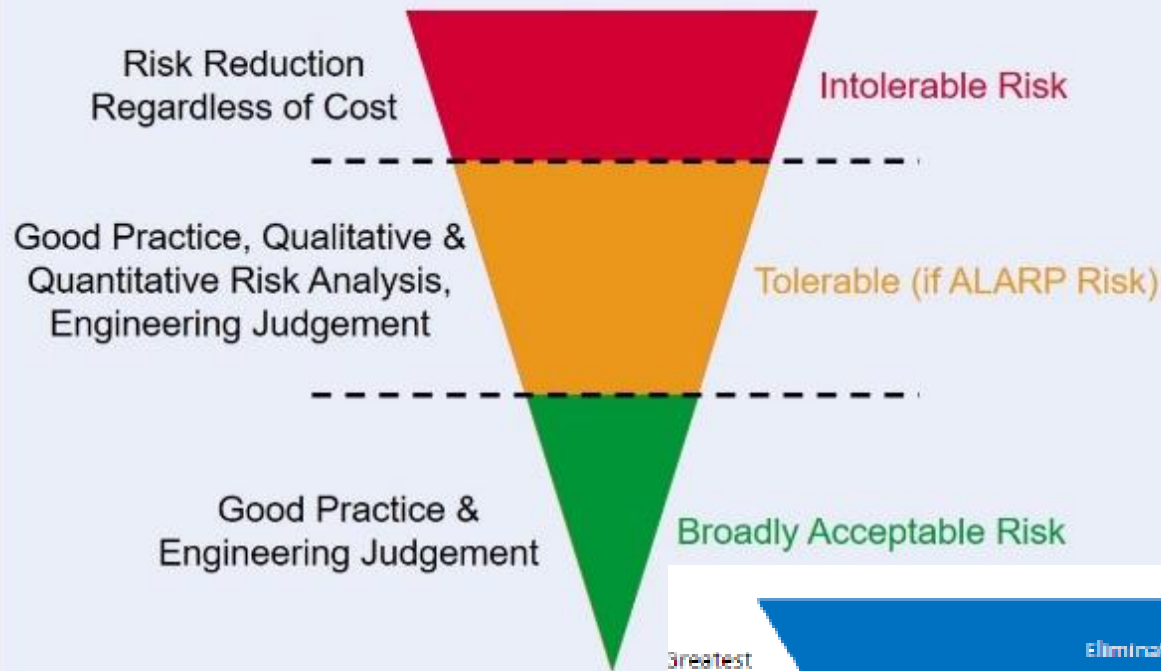 Risk Reduction
Regardless of Cost
Intolerable Risk
Good Practice, Qualitative &
Quantitative Risk Analysis,
Engineering Judgement
Tolerable (if ALARP Risk)
Good Practice &
Engineering Judgement
Broadly Acceptable Risk
Greatest